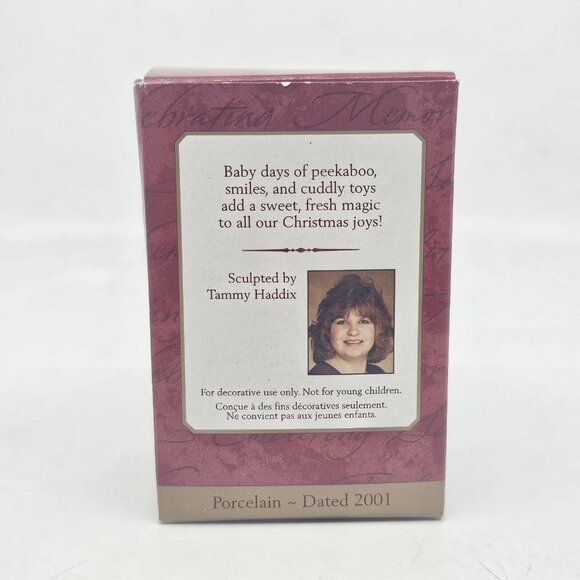 Celebrating Memor
Baby days of peekaboo,
smiles, and cuddly toys
add a sweet, fresh magic
to all our Christmas joys!
Sculpted by
Tammy Haddix
For decorative use only. Not for young children.
Conçue à des fins décoratives seulement.
Ne convient pas aux jeunes enfants.
Porcelain ~ Dated 2001